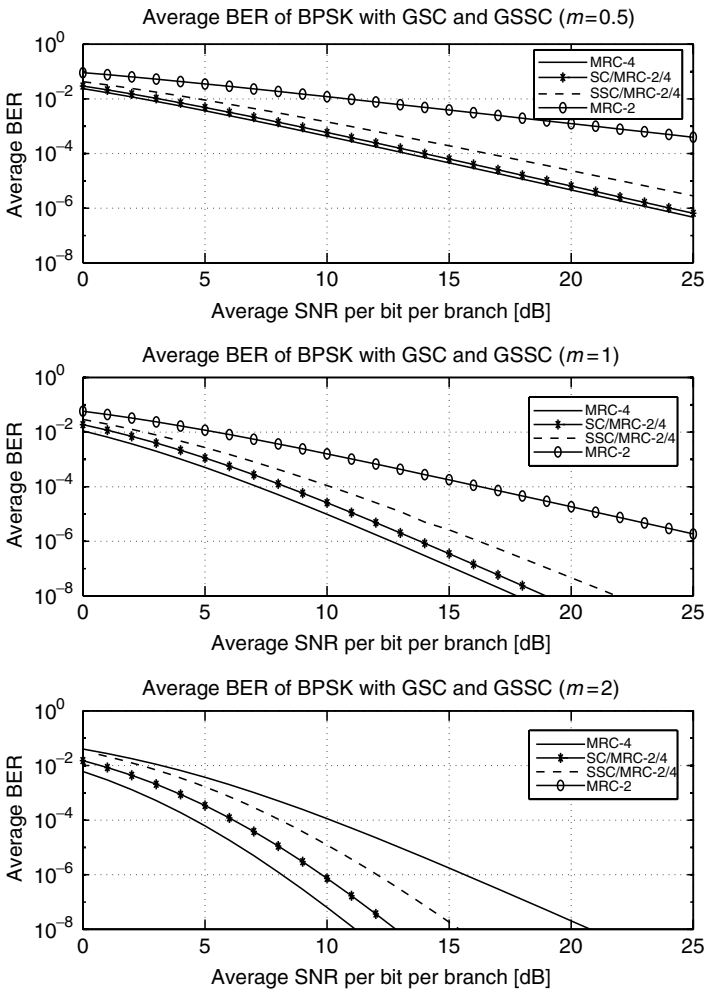 Average BER of BPSK with GSC and GSSC (m=0.5)
Average BER
10^0
10^−2
10^−4
10^−6
10^−8
MRC-4
SC/MRC-2/4
SSC/MRC-2/4
MRC-2
0 5 10 15 20 25
Average SNR per bit per branch [dB]
Average BER of BPSK with GSC and GSSC (m=1)
Average BER
10^0
10^−2
10^−4
10^−6
10^−8
MRC-4
SC/MRC-2/4
SSC/MRC-2/4
MRC-2
0 5 10 15 20 25
Average SNR per bit per branch [dB]
Average BER of BPSK with GSC and GSSC (m=2)
Average BER
10^0
10^−2
10^−4
10^−6
10^−8
MRC-4
SC/MRC-2/4
SSC/MRC-2/4
MRC-2
0 5 10 15 20 25
Average SNR per bit per branch [dB]